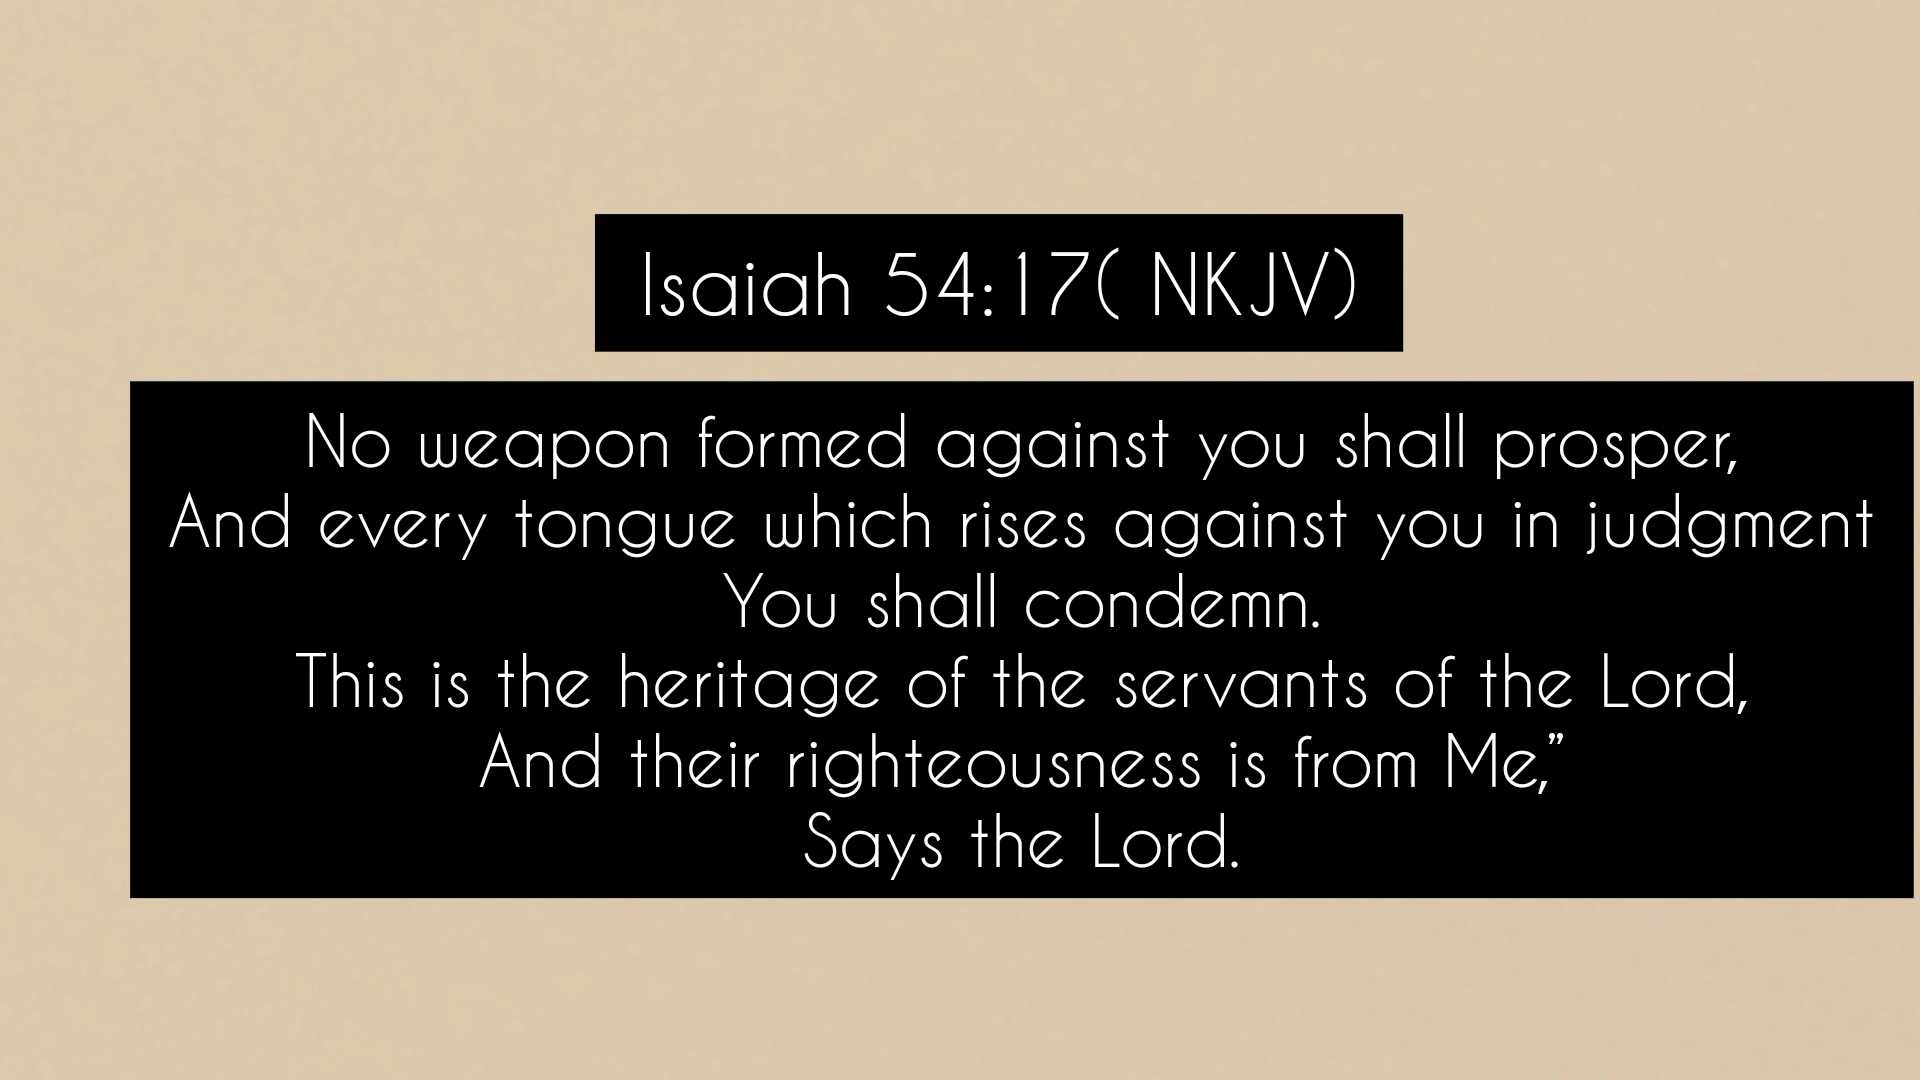 Isaiah 54:17( NKJV)
No weapon formed against you shall prosper,
And every tongue which rises against you in judgment
You shall condemn.
This is the heritage of the servants of the Lord,
And their righteousness is from Me,”
Says the Lord.